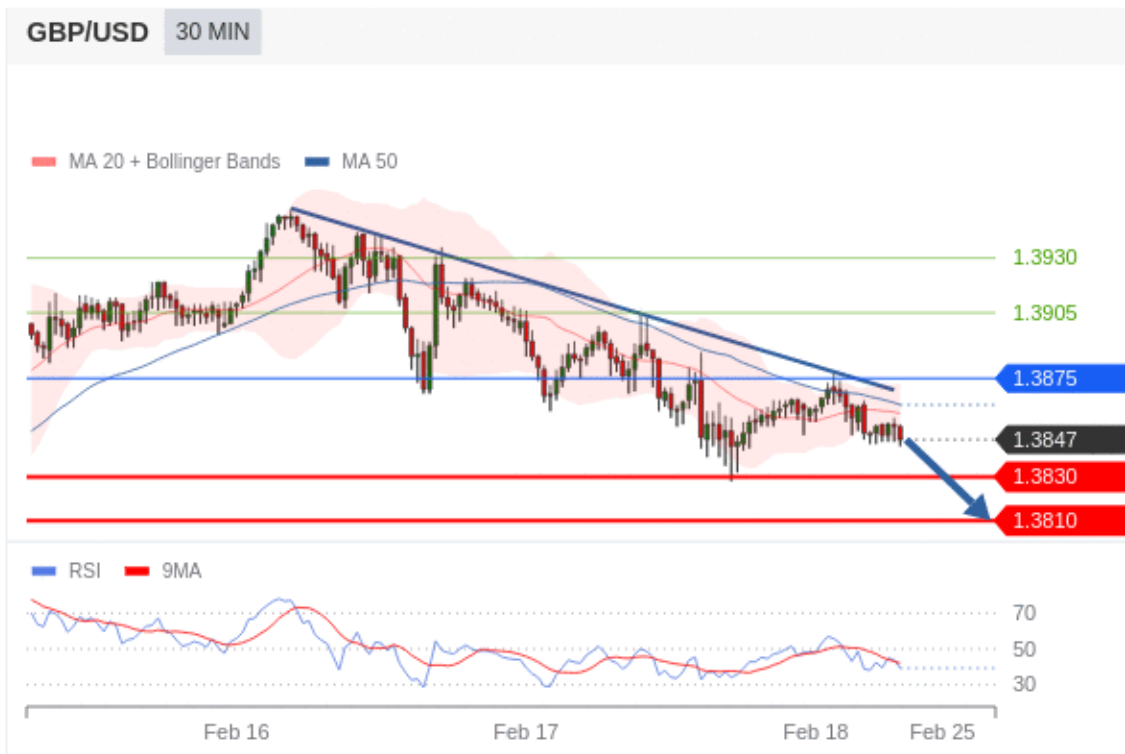 GBP/USD 30 MIN
MA 20 + Bollinger Bands MA 50
1.3930
1.3905
1.3875
1.3847
1.3830
1.3810
RSI 9MA
70
50
30
Feb 16 Feb 17 Feb 18 Feb 25